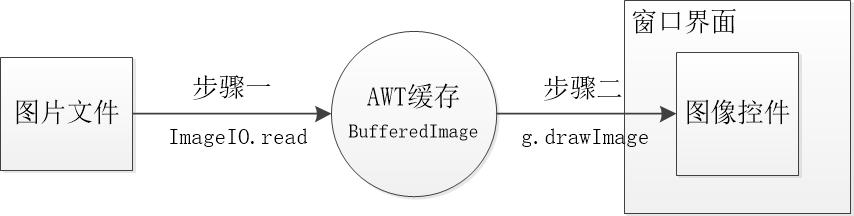 图片文件
步骤一
ImageIO.read
AWT缓存
BufferedImage
步骤二
g.drawImage
窗口界面
图像控件